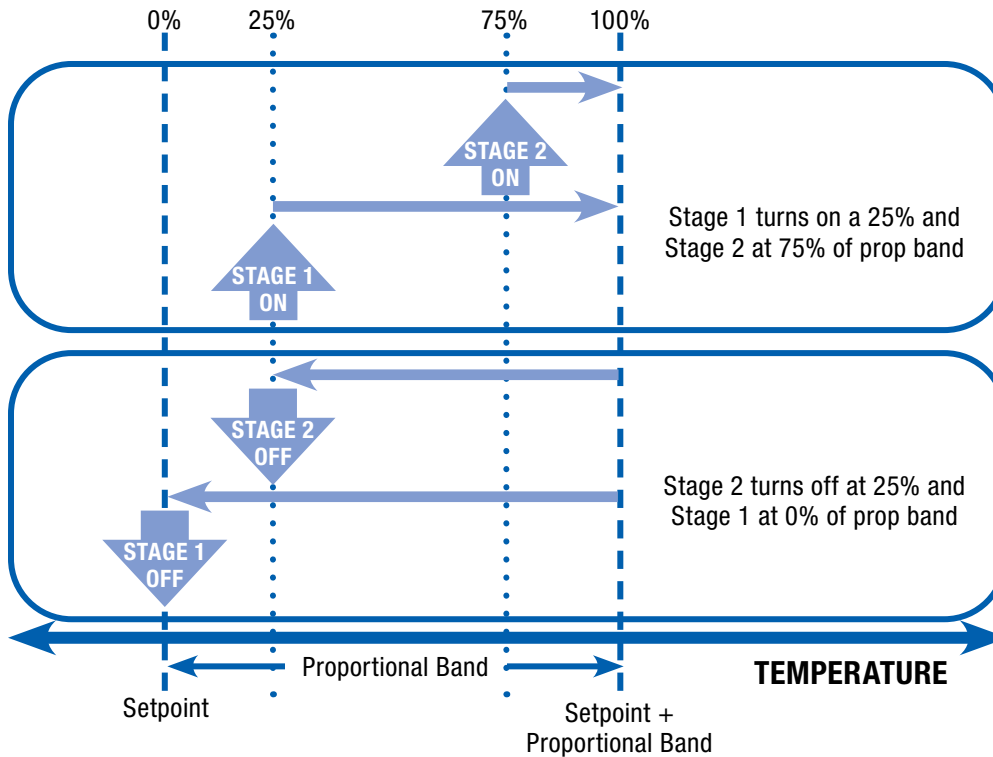 0% 25% 75% 100%
STAGE 2
ON
Stage 1 turns on a 25% and
Stage 2 at 75% of prop band
STAGE 1
ON
STAGE 2
OFF
Stage 2 turns off at 25% and
Stage 1 at 0% of prop band
STAGE 1
OFF
Proportional Band
TEMPERATURE
Setpoint
Setpoint +
Proportional Band